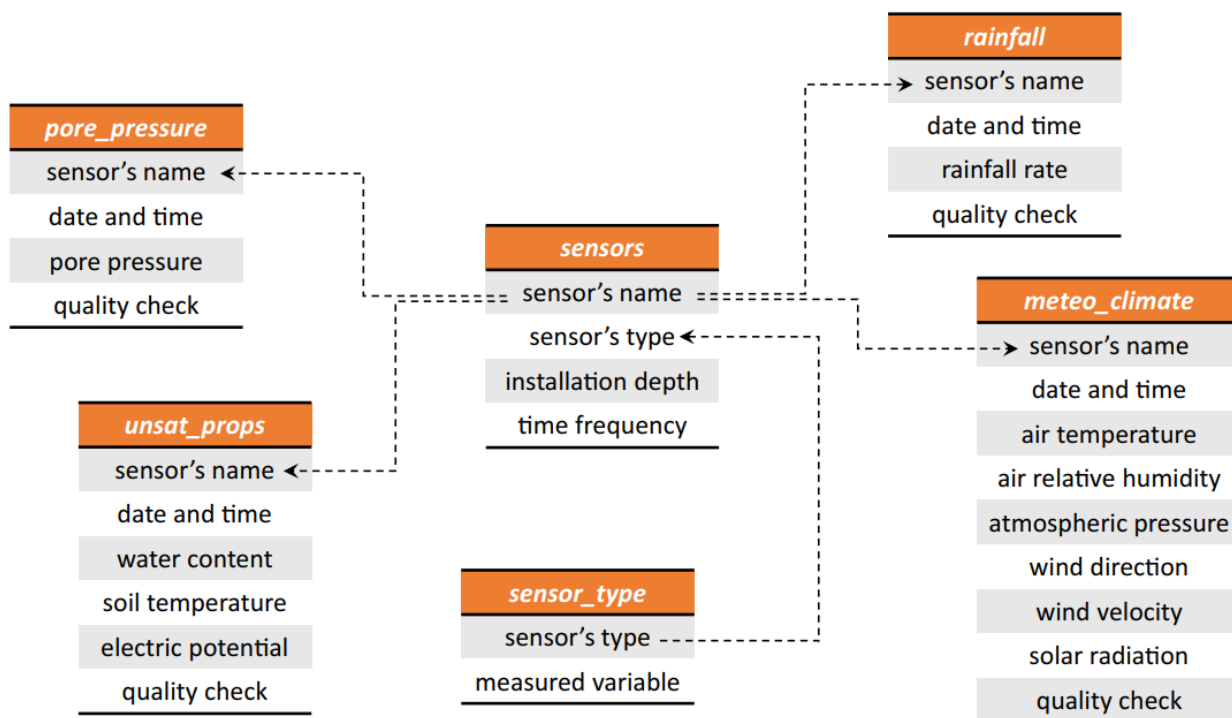 pore_pressure
sensor’s name
date and time
pore pressure
quality check
unsat_props
sensor’s name
date and time
water content
soil temperature
electric potential
quality check
sensors
sensor’s name
sensor’s type
installation depth
time frequency
sensor_type
sensor’s type
measured variable
rainfall
sensor’s name
date and time
rainfall rate
quality check
meteo_climate
sensor’s name
date and time
air temperature
air relative humidity
atmospheric pressure
wind direction
wind velocity
solar radiation
quality check